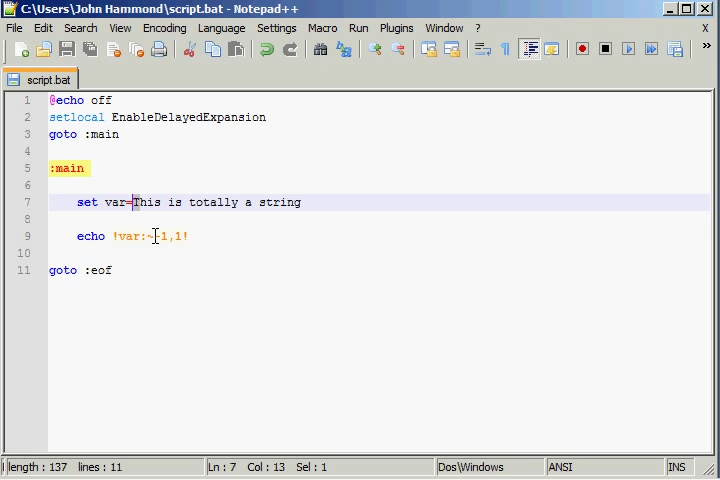 C:\Users\John Hammond\script.bat - Notepad++
File Edit Search View Encoding Language Settings Macro Run Plugins Window ? X
script.bat
1 @echo off
2 setlocal EnableDelayedExpansion
3 goto :main
4
5 :main
6
7 set var=This is totally a string
8
9 echo !var:~-1,1!
10
11 goto :eof
length : 137 lines : 11 Ln : 7 Col : 13 Sel : 1 Dos\Windows ANSI INS